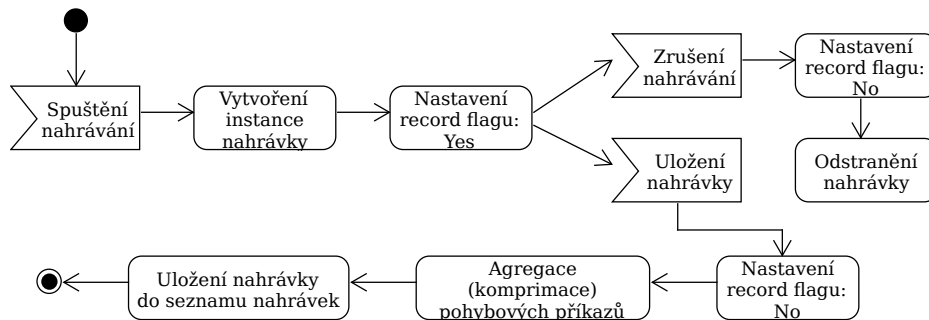 Spuštění
nahrávání
Vytvoření
instance
nahrávky
Nastavení
record flagu:
Yes
Zrušení
nahrávání
Nastavení
record flagu:
No
Uložení
nahrávky
Odstranění
nahrávky
Nastavení
record flagu:
No
Agregace
(komprimace)
pohybových příkazů
Uložení nahrávky
do seznamu nahrávek